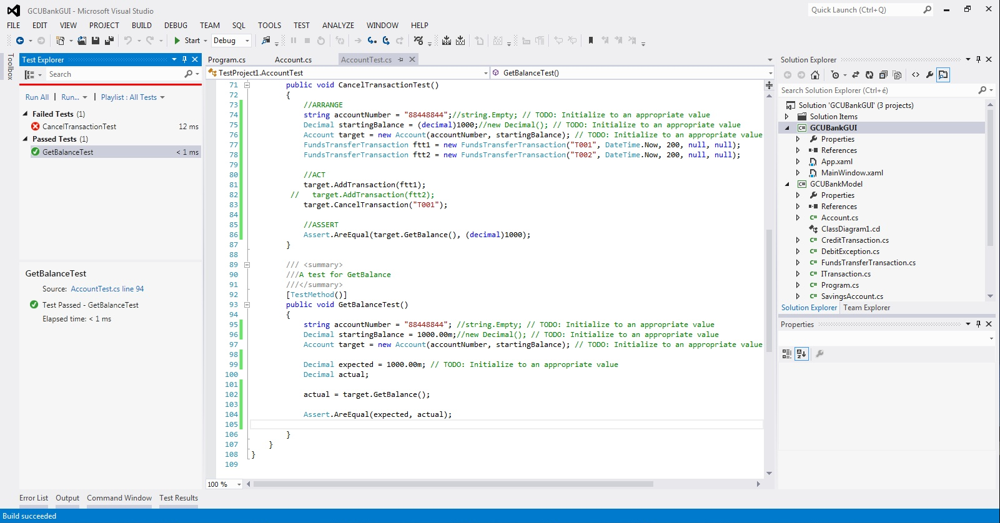 GCUBankGUI - Microsoft Visual Studio
Quick Launch (Ctrl+Q)
FILE EDIT VIEW PROJECT BUILD DEBUG TEAM SQL TOOLS TEST ANALYZE WINDOW HELP
Start Debug
Toolbox
Test Explorer
Search
Run All Run... Playlist : All Tests
Failed Tests (1)
CancelTransactionTest 12 ms
Passed Tests (1)
GetBalanceTest < 1 ms
GetBalanceTest
Source: AccountTest.cs line 94
Test Passed - GetBalanceTest
Elapsed time: < 1 ms
Program.cs Account.cs AccountTest.cs
TestProject1.AccountTest GetBalanceTest()
71 public void CancelTransactionTest()
72 {
73 //ARRANGE
74 string accountNumber = "88448844";//string.Empty; // TODO: Initialize to an appropriate value
75 Decimal startingBalance = (decimal)1000;//new Decimal(); // TODO: Initialize to an appropriate value
76 Account target = new Account(accountNumber, startingBalance); // TODO: Initialize to an appropriate value
77 FundsTransferTransaction ftt1 = new FundsTransferTransaction("T001", DateTime.Now, 200, null, null);
78 FundsTransferTransaction ftt2 = new FundsTransferTransaction("T002", DateTime.Now, 200, null, null);
79
80 //ACT
81 target.AddTransaction(ftt1);
82 // target.AddTransaction(ftt2);
83 target.CancelTransaction("T001");
84
85 //ASSERT
86 Assert.AreEqual(target.GetBalance(), (decimal)1000);
87 }
88
89 /// <summary>
90 ///A test for GetBalance
91 ///</summary>
92 [TestMethod()]
93 public void GetBalanceTest()
94 {
95 string accountNumber = "88448844"; //string.Empty; // TODO: Initialize to an appropriate value
96 Decimal startingBalance = 1000.00m;//new Decimal(); // TODO: Initialize to an appropriate value
97 Account target = new Account(accountNumber, startingBalance); // TODO: Initialize to an appropriate value
98
99 Decimal expected = 1000.00m; // TODO: Initialize to an appropriate value
100 Decimal actual;
101
102 actual = target.GetBalance();
103
104 Assert.AreEqual(expected, actual);
105
106 }
107 }
108 }
109
100 %
Solution Explorer
Search Solution Explorer (Ctrl+é)
Solution 'GCUBankGUI' (3 projects)
Solution Items
GCUBankGUI
Properties
References
App.xaml
MainWindow.xaml
GCUBankModel
Properties
References
Account.cs
ClassDiagram1.cd
CreditTransaction.cs
DebitException.cs
FundsTransferTransaction.cs
ITransaction.cs
Program.cs
SavingsAccount.cs
Solution Explorer Team Explorer
Properties
Error List Output Command Window Test Results
Build succeeded